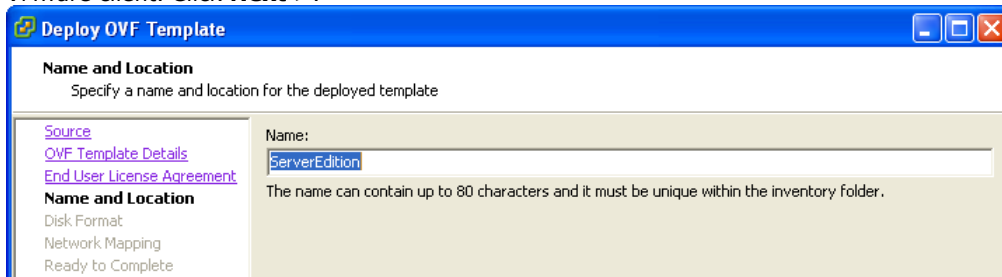 Deploy OVF Template
Name and Location
Specify a name and location for the deployed template
Source
OVF Template Details
End User License Agreement
Name and Location
Disk Format
Network Mapping
Ready to Complete
Name:
ServerEdition
The name can contain up to 80 characters and it must be unique within the inventory folder.